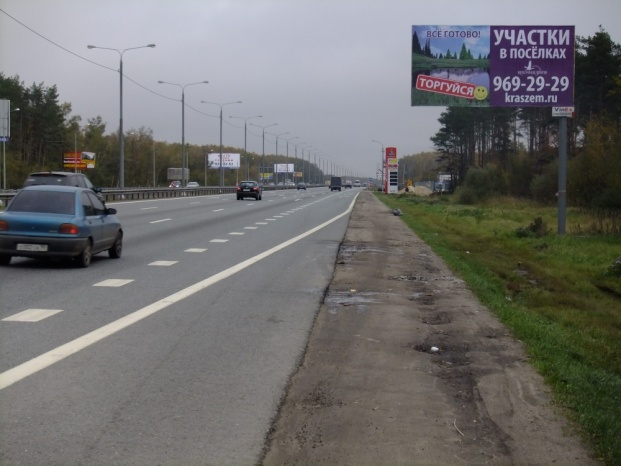 ВСЁ ГОТОВО!
ТОРГУЙСЯ
УЧАСТКИ
В ПОСЁЛКАХ
969-29-29
kraszem.ru